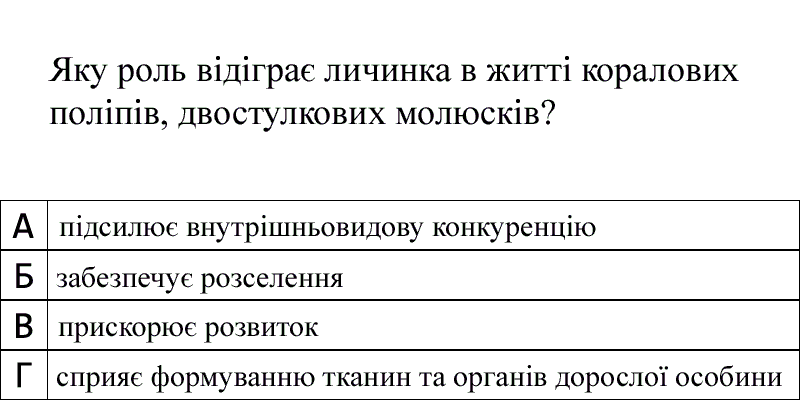 Яку роль відіграє личинка в житті коралових
поліпів, двостулкових молюсків?
А підсилює внутрішньовидову конкуренцію
Б забезпечує розселення
В прискорює розвиток
Г сприяє формуванню тканин та органів дорослої особини